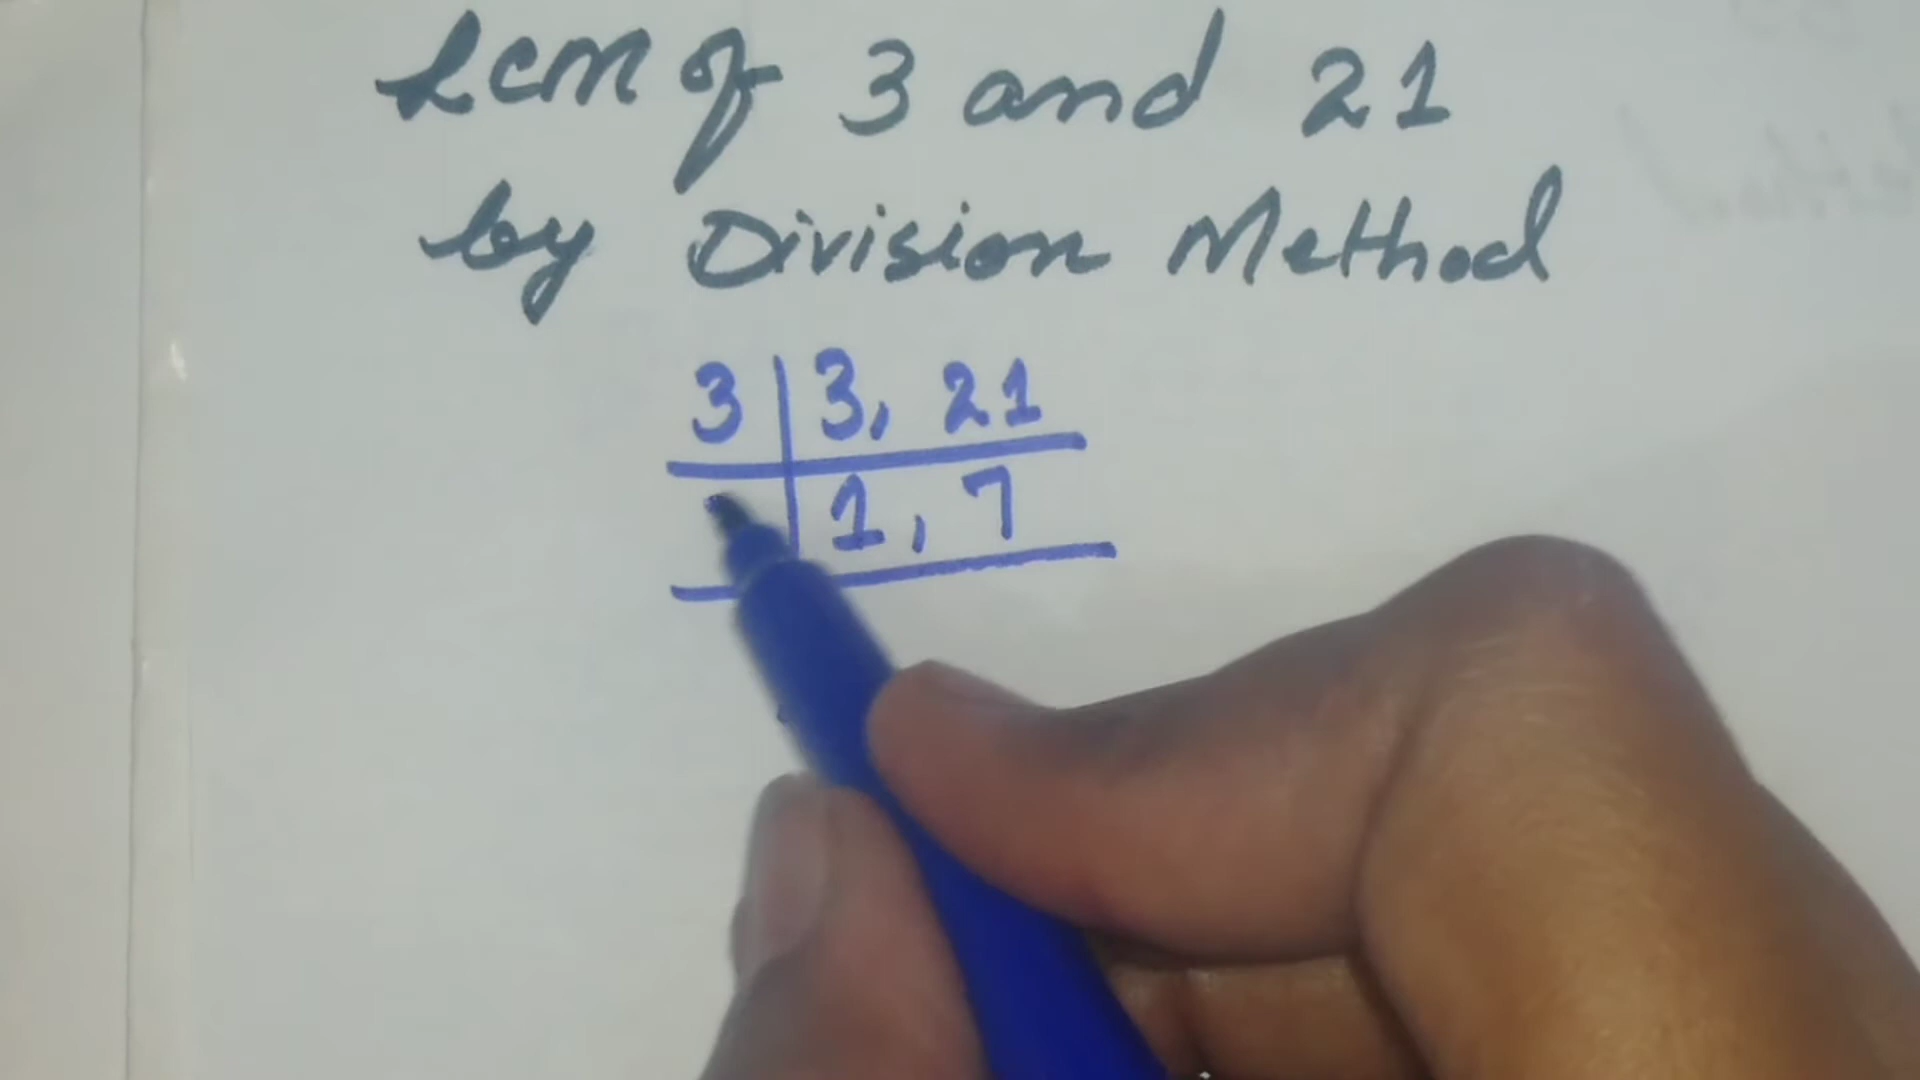 LCM of 3 and 21
by Division Method
3 | 3, 21
1, 7